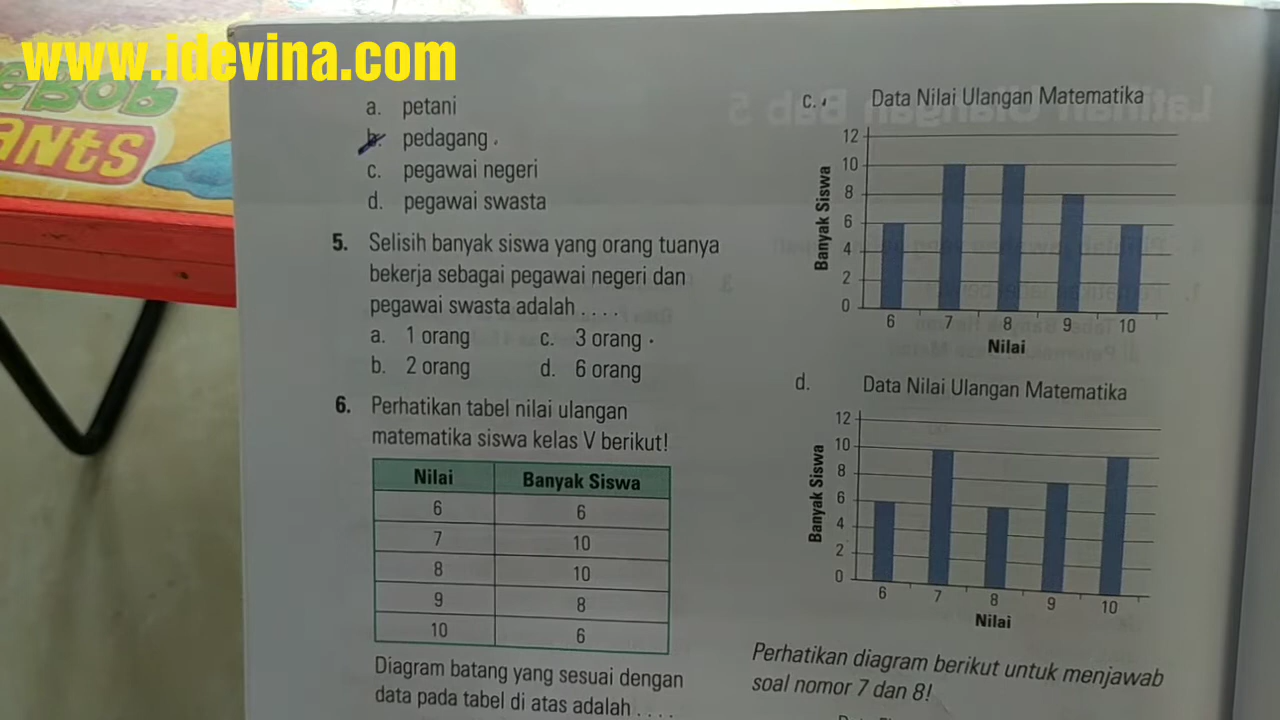 www.idevina.com
ANTS
a. petani
b. pedagang
c. pegawai negeri
d. pegawai swasta
5. Selisih banyak siswa yang orang tuanya
bekerja sebagai pegawai negeri dan
pegawai swasta adalah . . . .
a. 1 orang c. 3 orang
b. 2 orang d. 6 orang
6. Perhatikan tabel nilai ulangan
matematika siswa kelas V berikut!
Nilai Banyak Siswa
6 6
7 10
8 10
9 8
10 6
Diagram batang yang sesuai dengan
data pada tabel di atas adalah . . . .
c. Data Nilai Ulangan Matematika
Banyak Siswa
12
10
8
6
4
2
0
6 7 8 9 10
Nilai
d. Data Nilai Ulangan Matematika
Banyak Siswa
12
10
8
6
4
2
0
6 7 8 9 10
Nilai
Perhatikan diagram berikut untuk menjawab
soal nomor 7 dan 8!